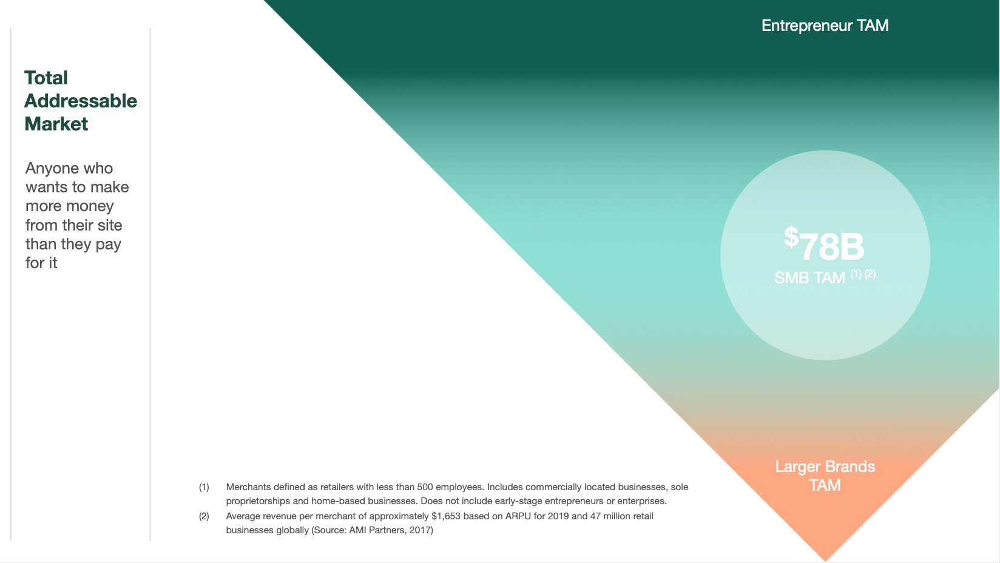 Total
Addressable
Market
Anyone who
wants to make
more money
from their site
than they pay
for it
Entrepreneur TAM
$78B
SMB TAM (1) (2)
Larger Brands
TAM
(1) Merchants defined as retailers with less than 500 employees. Includes commercially located businesses, sole
proprietorships and home-based businesses. Does not include early-stage entrepreneurs or enterprises.
(2) Average revenue per merchant of approximately $1,653 based on ARPU for 2019 and 47 million retail
businesses globally (Source: AMI Partners, 2017)